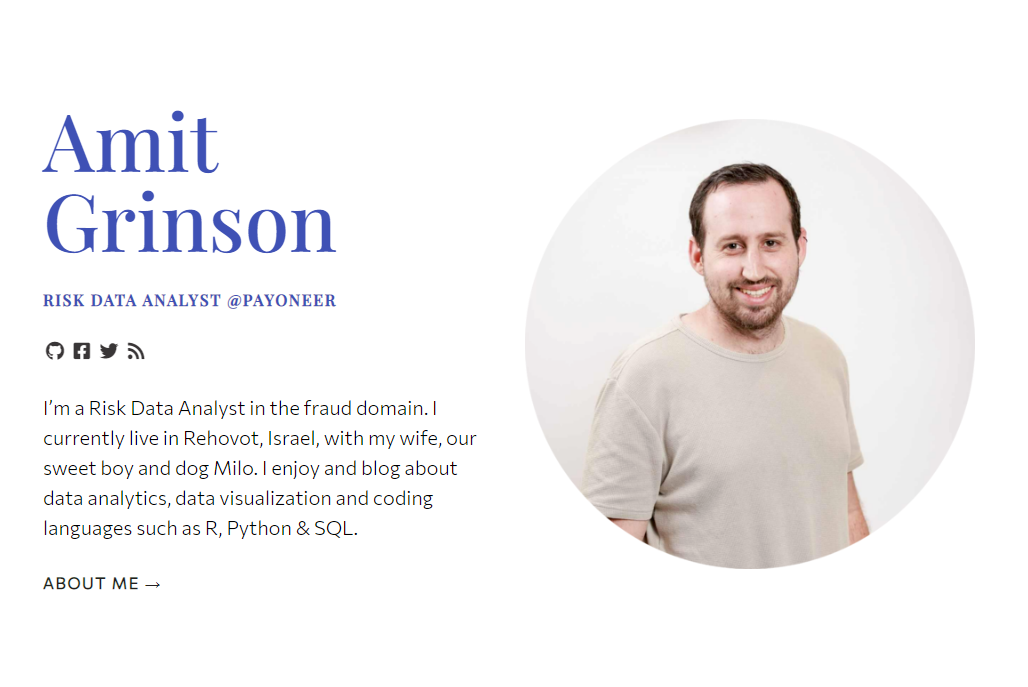 Amit
Grinson
RISK DATA ANALYST @PAYONEER
I’m a Risk Data Analyst in the fraud domain. I
currently live in Rehovot, Israel, with my wife, our
sweet boy and dog Milo. I enjoy and blog about
data analytics, data visualization and coding
languages such as R, Python & SQL.
ABOUT ME →